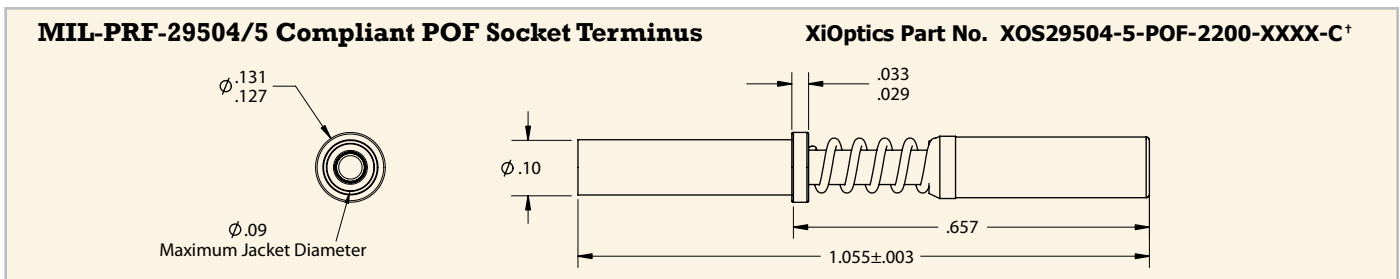 MIL-PRF-29504/5 Compliant POF Socket Terminus
XiOptics Part No. XOS29504-5-POF-2200-XXXX-C†
⌀.131
.127
.033
.029
⌀.10
⌀.09
Maximum Jacket Diameter
.657
1.055±.003